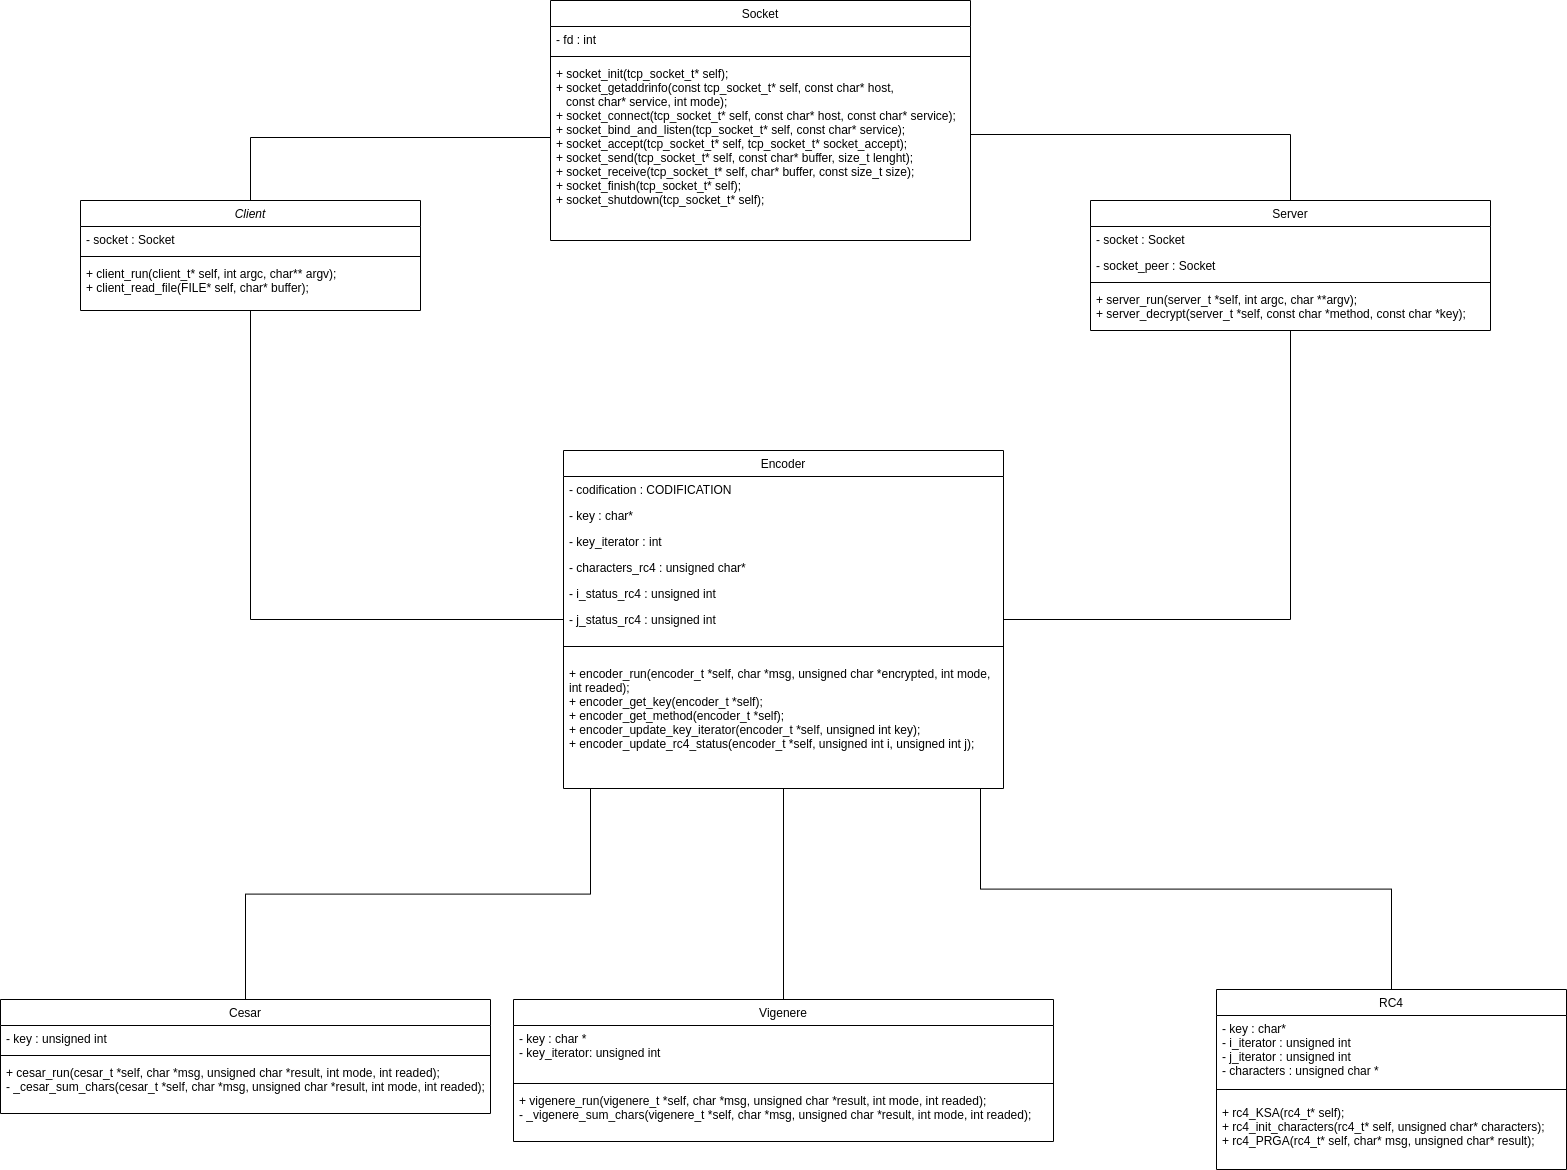 Socket
- fd : int
+ socket_init(tcp_socket_t* self);
+ socket_getaddrinfo(const tcp_socket_t* self, const char* host,
const char* service, int mode);
+ socket_connect(tcp_socket_t* self, const char* host, const char* service);
+ socket_bind_and_listen(tcp_socket_t* self, const char* service);
+ socket_accept(tcp_socket_t* self, tcp_socket_t* socket_accept);
+ socket_send(tcp_socket_t* self, const char* buffer, size_t lenght);
+ socket_receive(tcp_socket_t* self, char* buffer, const size_t size);
+ socket_finish(tcp_socket_t* self);
+ socket_shutdown(tcp_socket_t* self);
Client
- socket : Socket
+ client_run(client_t* self, int argc, char** argv);
+ client_read_file(FILE* self, char* buffer);
Server
- socket : Socket
- socket_peer : Socket
+ server_run(server_t *self, int argc, char **argv);
+ server_decrypt(server_t *self, const char *method, const char *key);
Encoder
- codification : CODIFICATION
- key : char*
- key_iterator : int
- characters_rc4 : unsigned char*
- i_status_rc4 : unsigned int
- j_status_rc4 : unsigned int
+ encoder_run(encoder_t *self, char *msg, unsigned char *encrypted, int mode,
int readed);
+ encoder_get_key(encoder_t *self);
+ encoder_get_method(encoder_t *self);
+ encoder_update_key_iterator(encoder_t *self, unsigned int key);
+ encoder_update_rc4_status(encoder_t *self, unsigned int i, unsigned int j);
Cesar
- key : unsigned int
+ cesar_run(cesar_t *self, char *msg, unsigned char *result, int mode, int readed);
- _cesar_sum_chars(cesar_t *self, char *msg, unsigned char *result, int mode, int readed);
Vigenere
- key : char *
- key_iterator: unsigned int
+ vigenere_run(vigenere_t *self, char *msg, unsigned char *result, int mode, int readed);
- _vigenere_sum_chars(vigenere_t *self, char *msg, unsigned char *result, int mode, int readed);
RC4
- key : char*
- i_iterator : unsigned int
- j_iterator : unsigned int
- characters : unsigned char *
+ rc4_KSA(rc4_t* self);
+ rc4_init_characters(rc4_t* self, unsigned char* characters);
+ rc4_PRGA(rc4_t* self, char* msg, unsigned char* result);